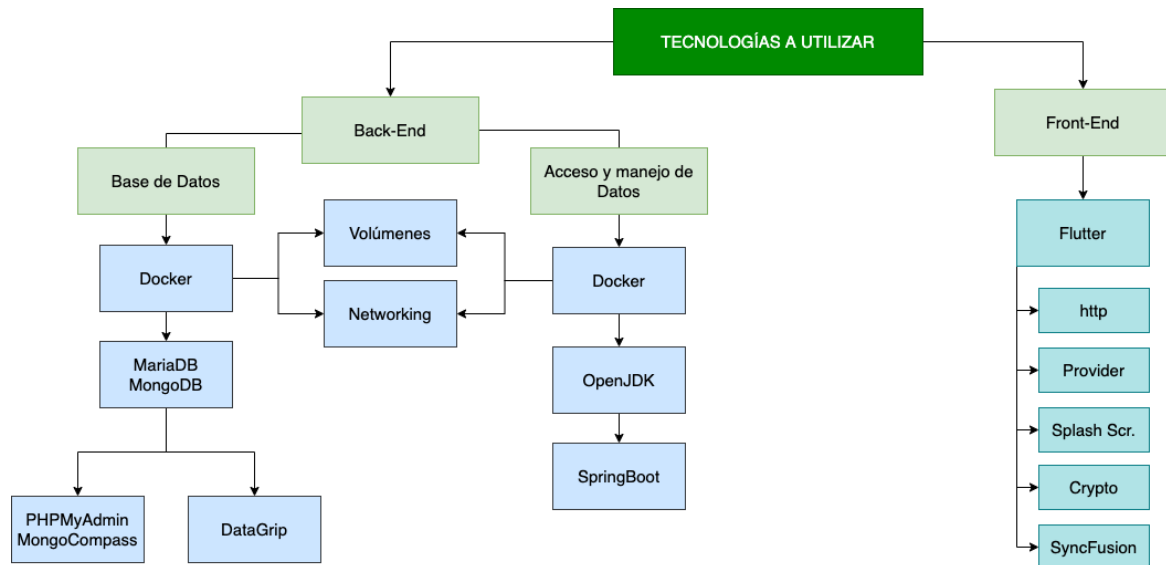 TECNOLOGÍAS A UTILIZAR
Back-End
Front-End
Base de Datos
Acceso y manejo de
Datos
Volúmenes
Flutter
Docker
Docker
Networking
http
MariaDB
MongoDB
OpenJDK
Provider
Splash Scr.
SpringBoot
Crypto
PHPMyAdmin
MongoCompass
DataGrip
SyncFusion